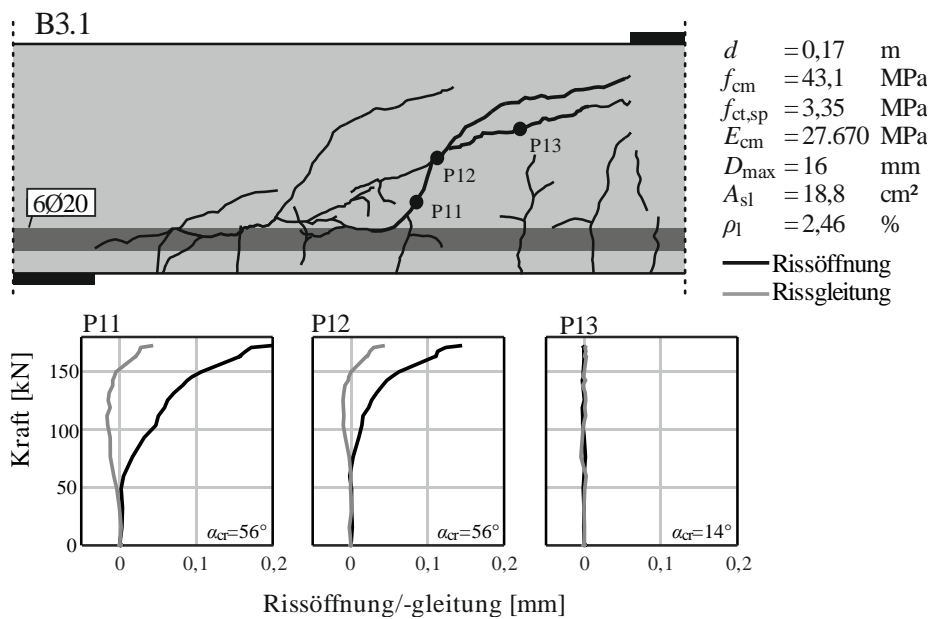 B3.1
P12
P13
P11
6Ø20
d =0,17 m
f_cm =43,1 MPa
f_ct,sp =3,35 MPa
E_cm =27.670 MPa
D_max =16 mm
A_sl =18,8 cm²
ρ_l =2,46 %
Rissöffnung
Rissgleitung
P11 P12 P13
Kraft [kN]
150
100
50
0
α_cr=56° α_cr=56° α_cr=14°
0 0,1 0,2 0 0,1 0,2 0 0,1 0,2
Rissöffnung/-gleitung [mm]